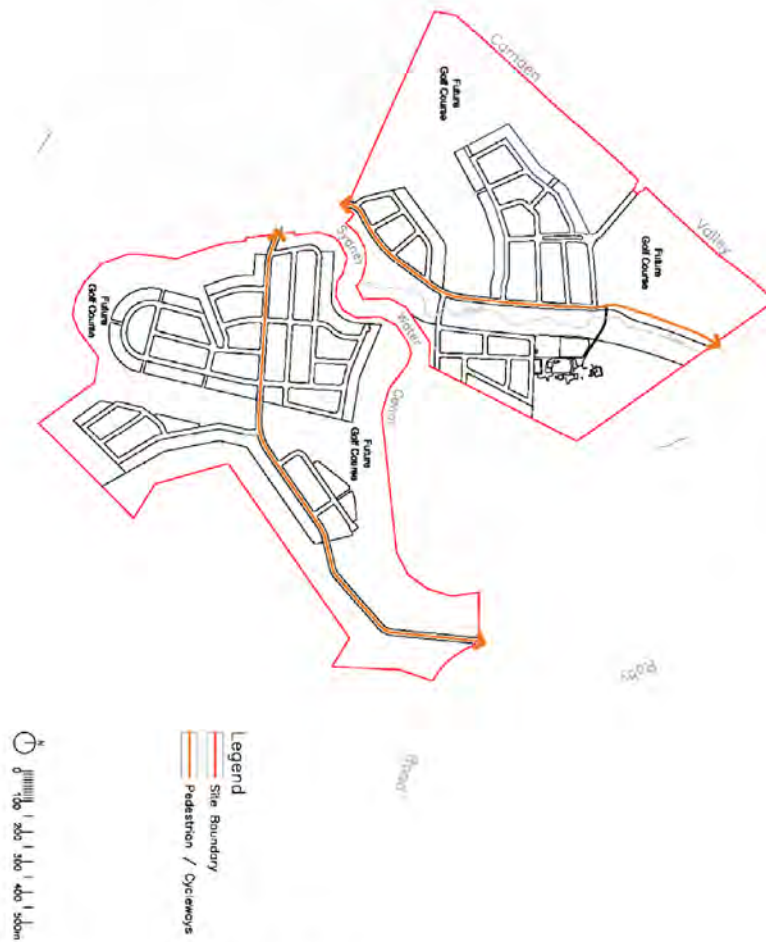 Camden
Valley
Future
Golf Course
Future
Golf Course
Sydney
Water
Canal
Future
Golf Course
Future
Golf Course
Raby
Road
Legend
Site Boundary
Pedestrian / Cycleways
N
0 100 200 300 400 500m